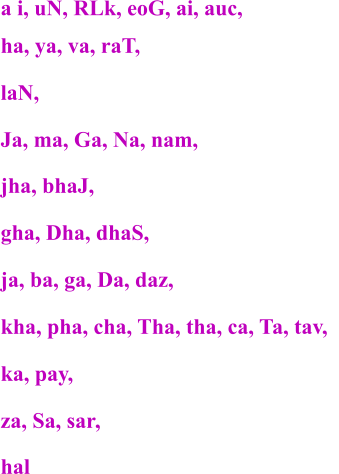 a i, uN, RLk, eoG, ai, auc,
ha, ya, va, raT,
laN,
Ja, ma, Ga, Na, nam,
jha, bhaJ,
gha, Dha, dhaS,
ja, ba, ga, Da, daz,
kha, pha, cha, Tha, tha, ca, Ta, tav,
ka, pay,
za, Sa, sar,
hal